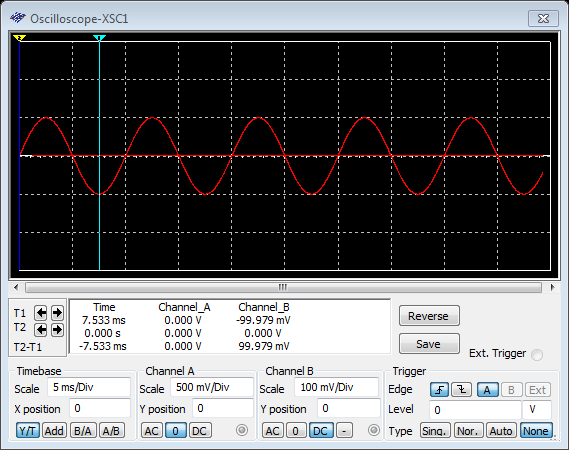 Oscilloscope-XSC1
2 1
T1
T2
T2-T1
Time Channel_A Channel_B
7.533 ms 0.000 V -99.979 mV
0.000 s 0.000 V 0.000 V
-7.533 ms 0.000 V 99.979 mV
Reverse
Save
Ext. Trigger
Timebase
Scale 5 ms/Div
X position 0
Y/T Add B/A A/B
Channel A
Scale 500 mV/Div
Y position 0
AC 0 DC
Channel B
Scale 100 mV/Div
Y position 0
AC 0 DC -
Trigger
Edge A B Ext
Level 0 V
Type Sing. Nor. Auto None